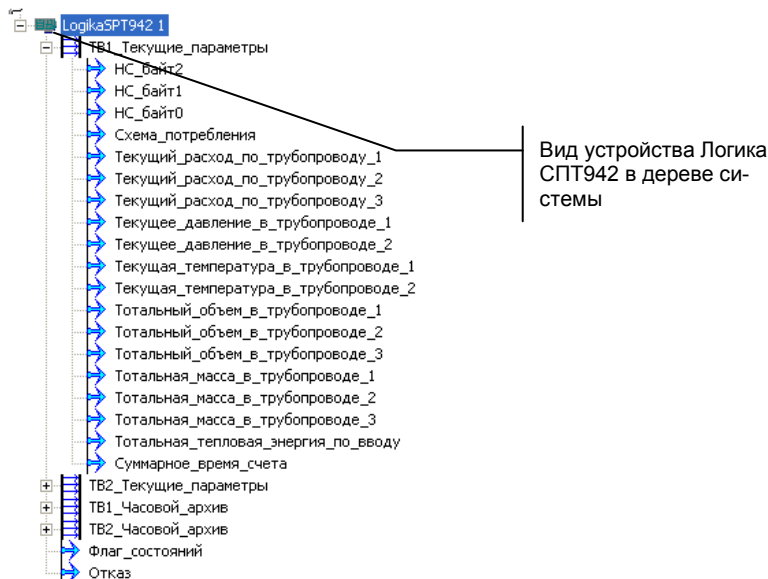 LogikaSPT942 1
ТВ1_Текущие_параметры
НС_байт2
НС_байт1
НС_байт0
Схема_потребления
Текущий_расход_по_трубопроводу_1
Текущий_расход_по_трубопроводу_2
Текущий_расход_по_трубопроводу_3
Текущее_давление_в_трубопроводе_1
Текущее_давление_в_трубопроводе_2
Текущая_температура_в_трубопроводе_1
Текущая_температура_в_трубопроводе_2
Тотальный_объем_в_трубопроводе_1
Тотальный_объем_в_трубопроводе_2
Тотальный_объем_в_трубопроводе_3
Тотальная_масса_в_трубопроводе_1
Тотальная_масса_в_трубопроводе_2
Тотальная_масса_в_трубопроводе_3
Тотальная_тепловая_энергия_по_вводу
Суммарное_время_счета
ТВ2_Текущие_параметры
ТВ1_Часовой_архив
ТВ2_Часовой_архив
Флаг_состояний
Отказ
Вид устройства Логика
СПТ942 в дереве си-
стемы